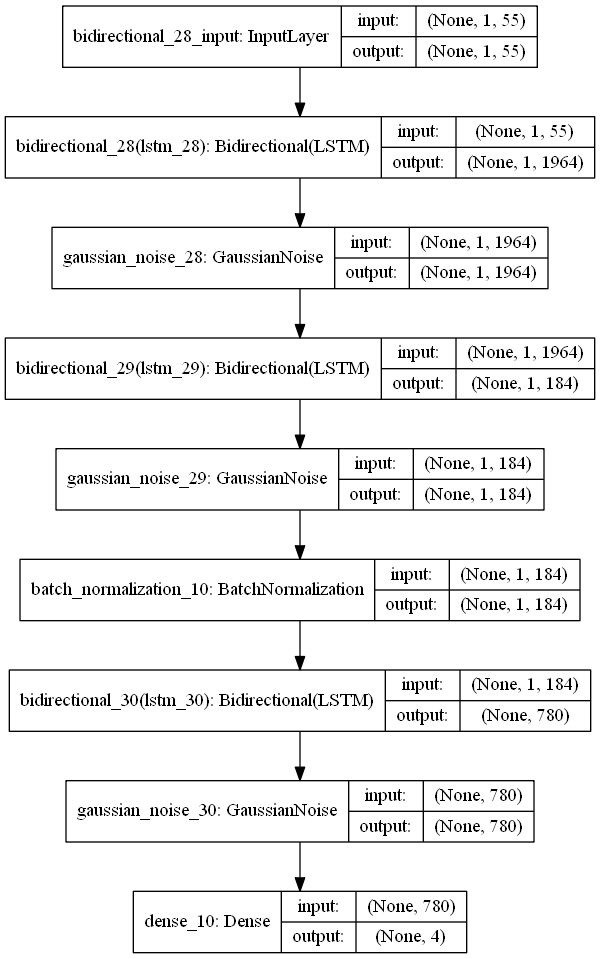 bidirectional_28_input: InputLayer
input: (None, 1, 55)
output: (None, 1, 55)
bidirectional_28(lstm_28): Bidirectional(LSTM)
input: (None, 1, 55)
output: (None, 1, 1964)
gaussian_noise_28: GaussianNoise
input: (None, 1, 1964)
output: (None, 1, 1964)
bidirectional_29(lstm_29): Bidirectional(LSTM)
input: (None, 1, 1964)
output: (None, 1, 184)
gaussian_noise_29: GaussianNoise
input: (None, 1, 184)
output: (None, 1, 184)
batch_normalization_10: BatchNormalization
input: (None, 1, 184)
output: (None, 1, 184)
bidirectional_30(lstm_30): Bidirectional(LSTM)
input: (None, 1, 184)
output: (None, 780)
gaussian_noise_30: GaussianNoise
input: (None, 780)
output: (None, 780)
dense_10: Dense
input: (None, 780)
output: (None, 4)